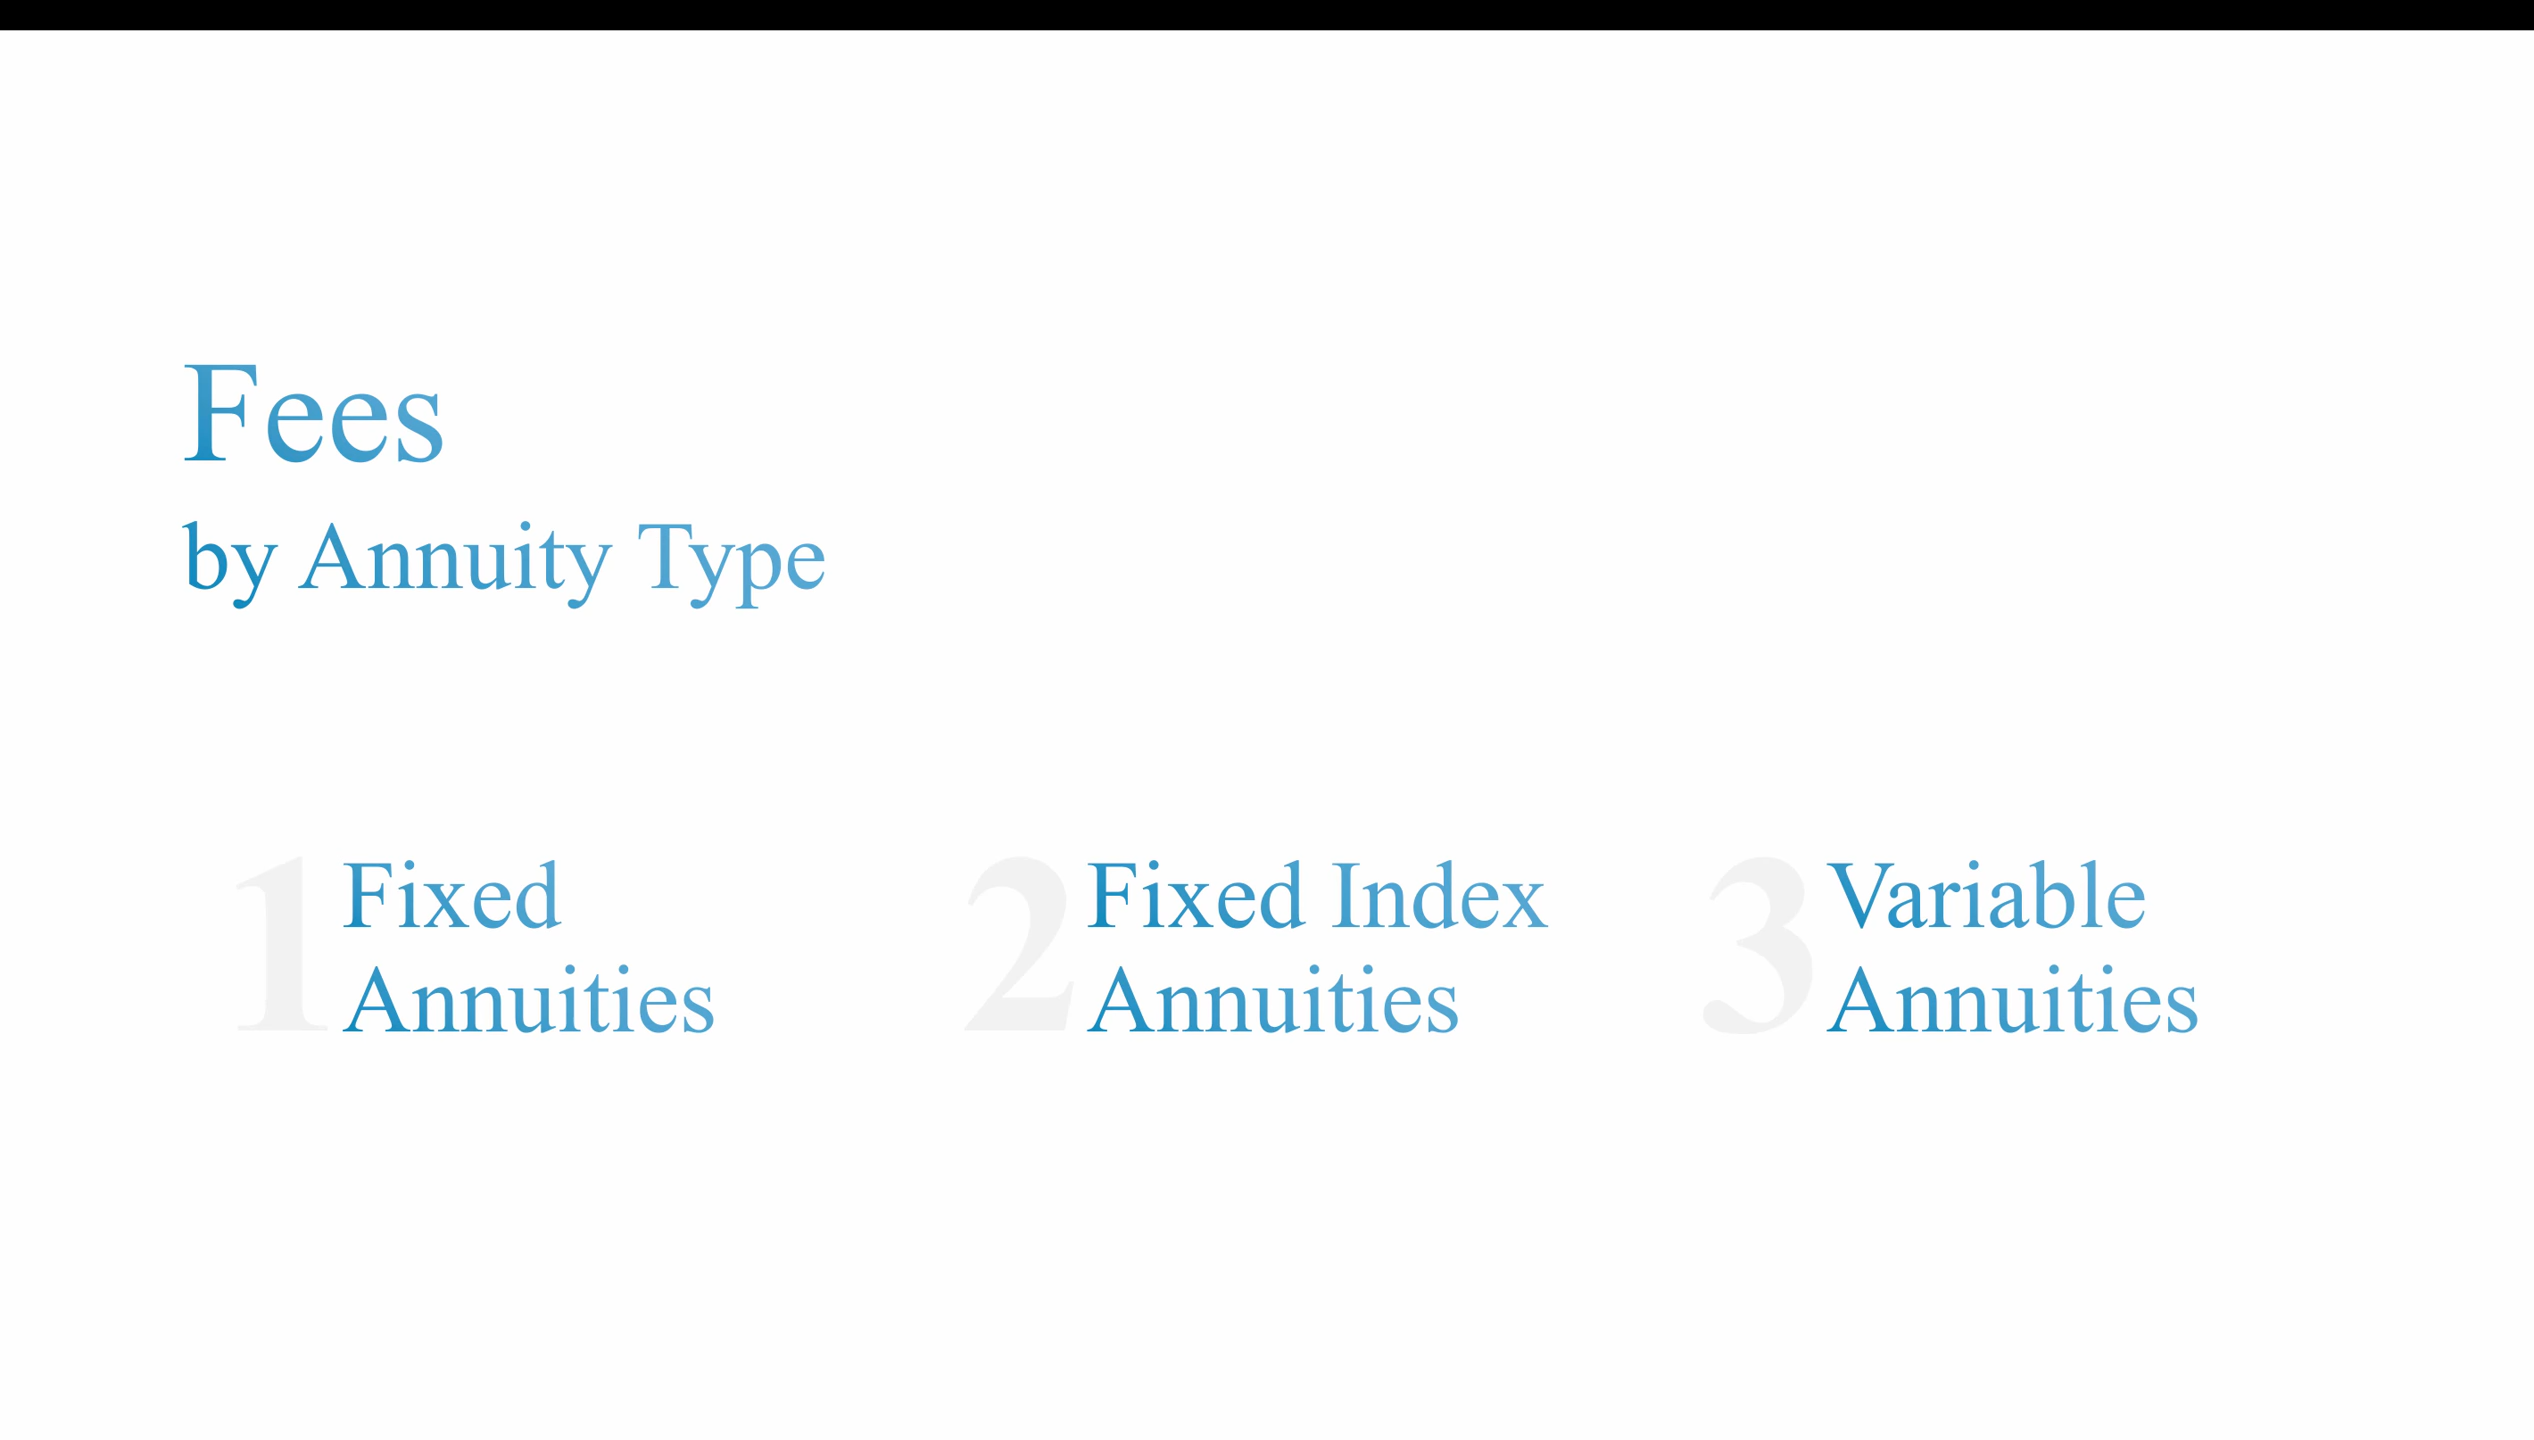 Fees
by Annuity Type
1 Fixed
Annuities
2 Fixed Index
Annuities
3 Variable
Annuities